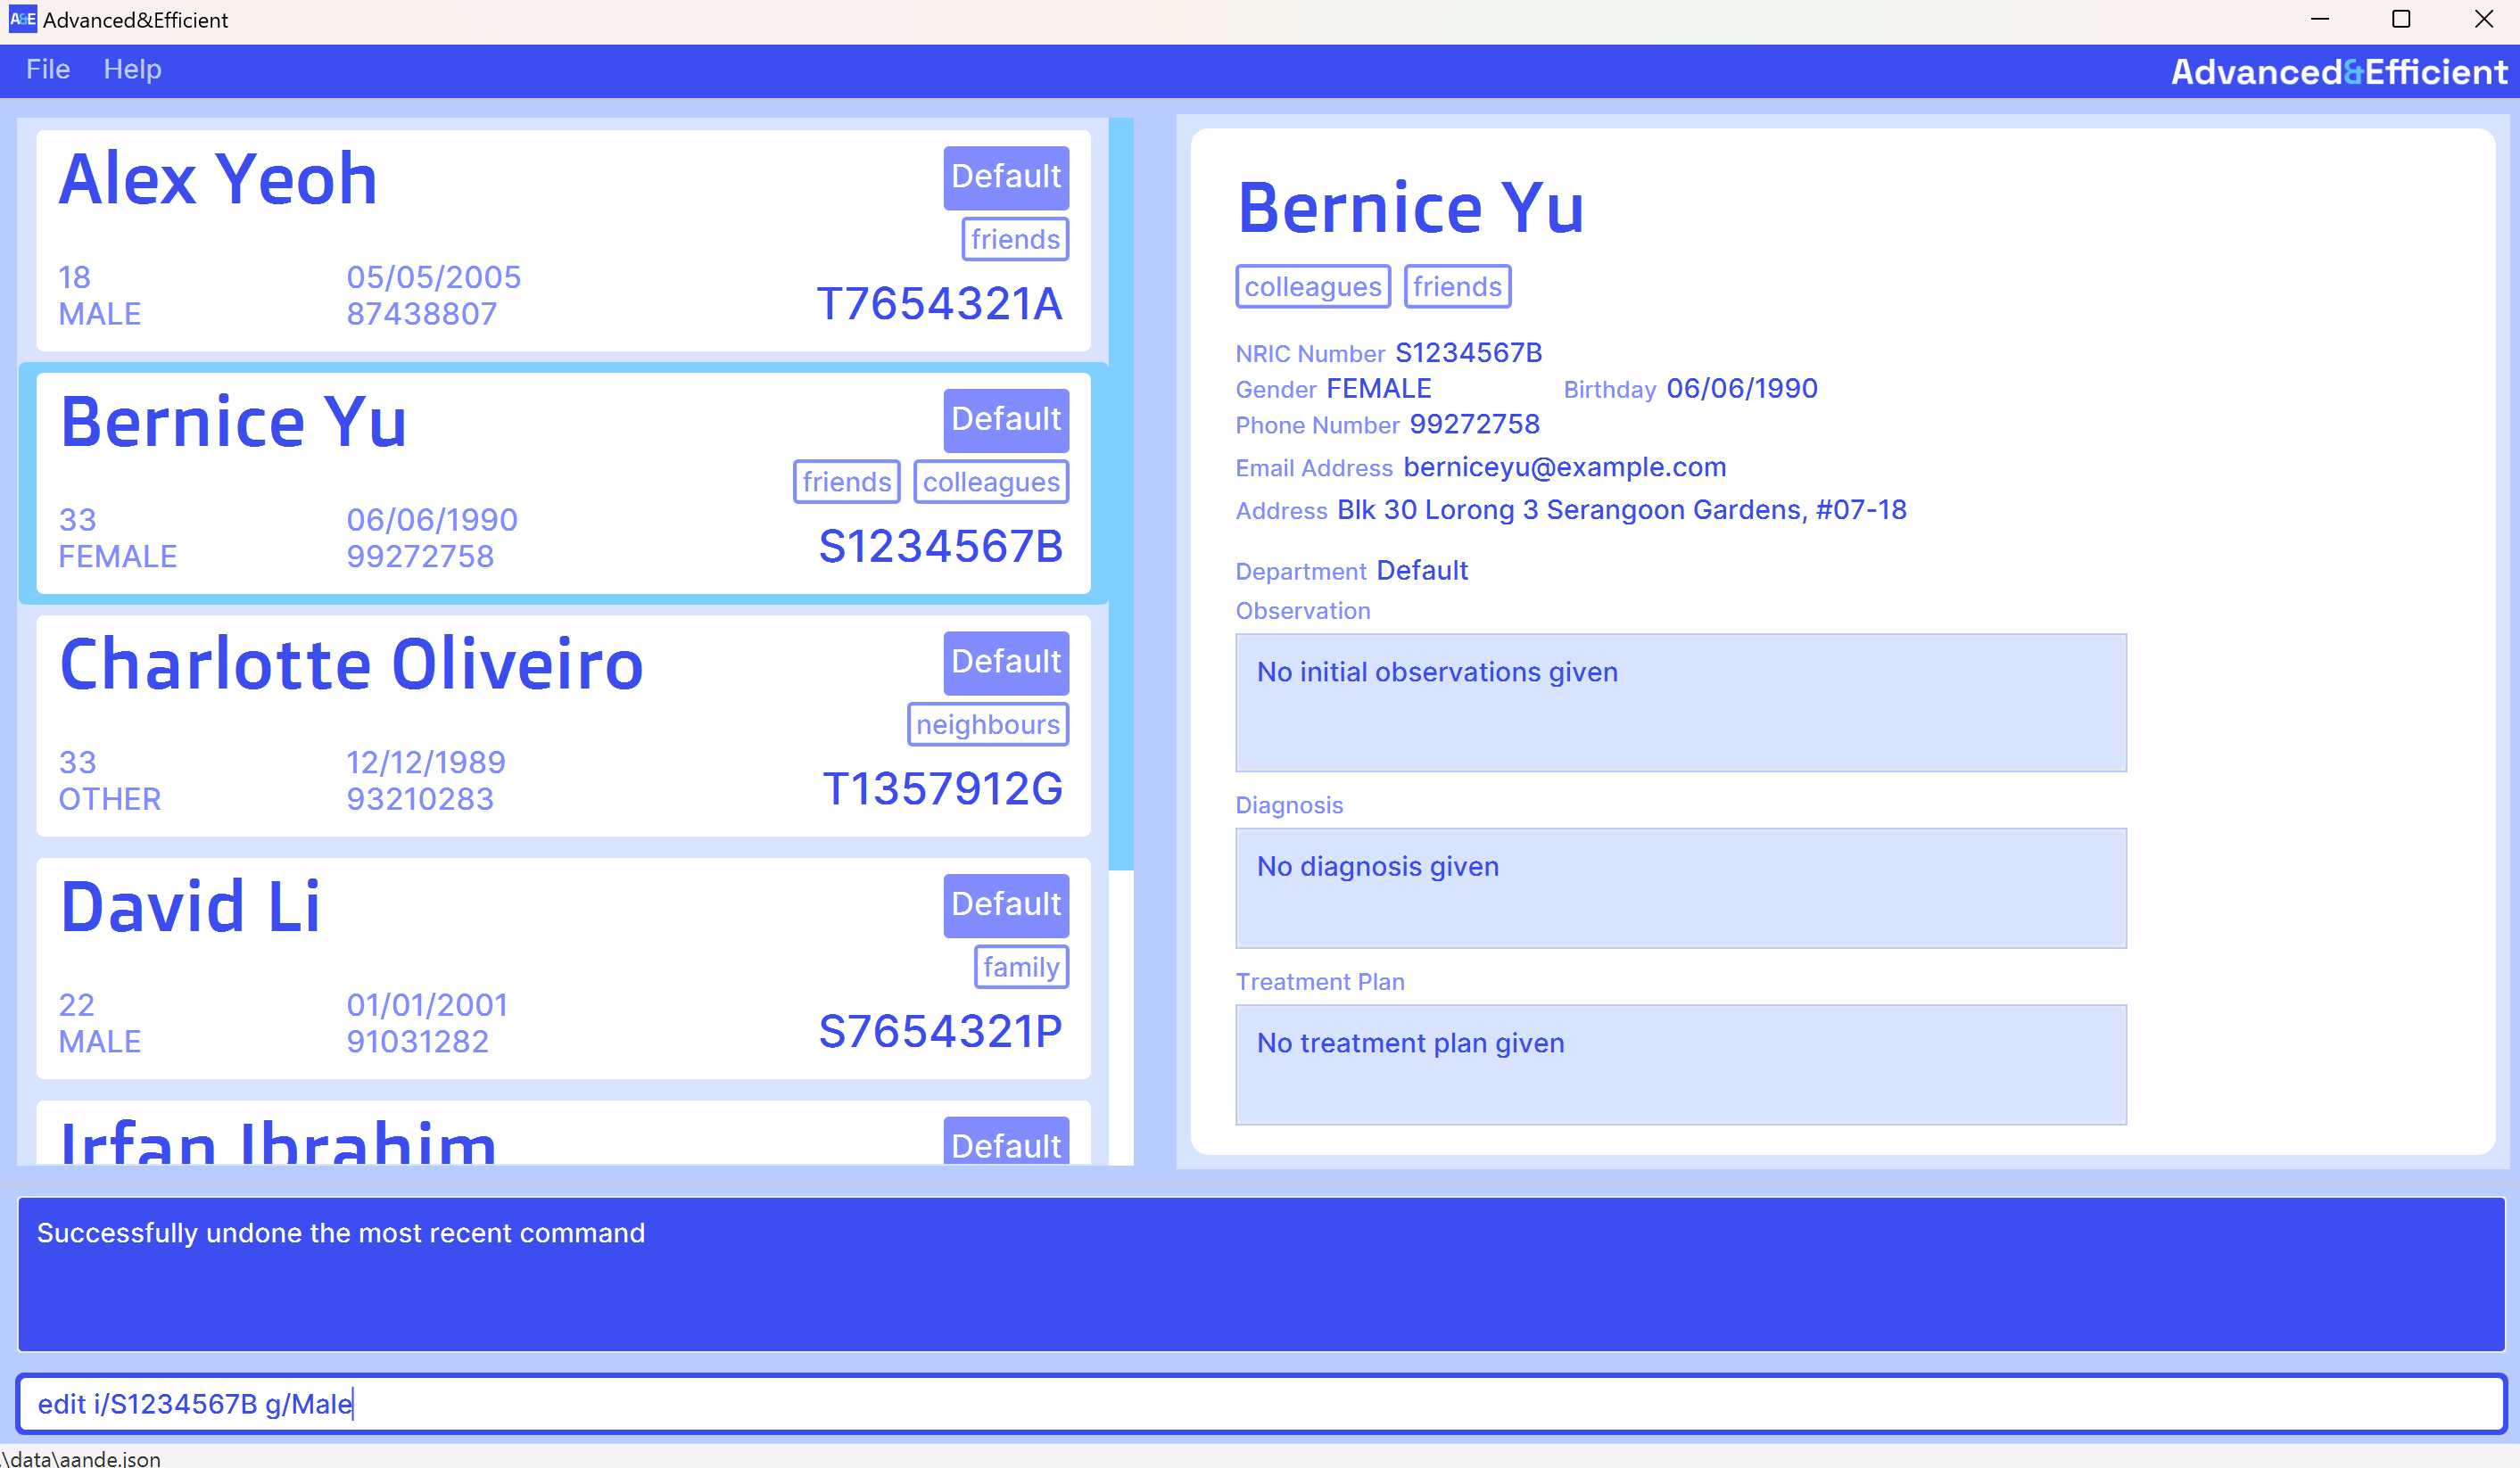 A&E Advanced&Efficient
File Help
Advanced&Efficient
Alex Yeoh
Default
friends
18 05/05/2005
MALE 87438807
T7654321A
Bernice Yu
Default
friends colleagues
33 06/06/1990
FEMALE 99272758
S1234567B
Charlotte Oliveiro
Default
neighbours
33 12/12/1989
OTHER 93210283
T1357912G
David Li
Default
family
22 01/01/2001
MALE 91031282
S7654321P
Irfan Ibrahim
Default
Bernice Yu
colleagues friends
NRIC Number S1234567B
Gender FEMALE Birthday 06/06/1990
Phone Number 99272758
Email Address berniceyu@example.com
Address Blk 30 Lorong 3 Serangoon Gardens, #07-18
Department Default
Observation
No initial observations given
Diagnosis
No diagnosis given
Treatment Plan
No treatment plan given
Successfully undone the most recent command
edit i/S1234567B g/Male
.\data\aande.json